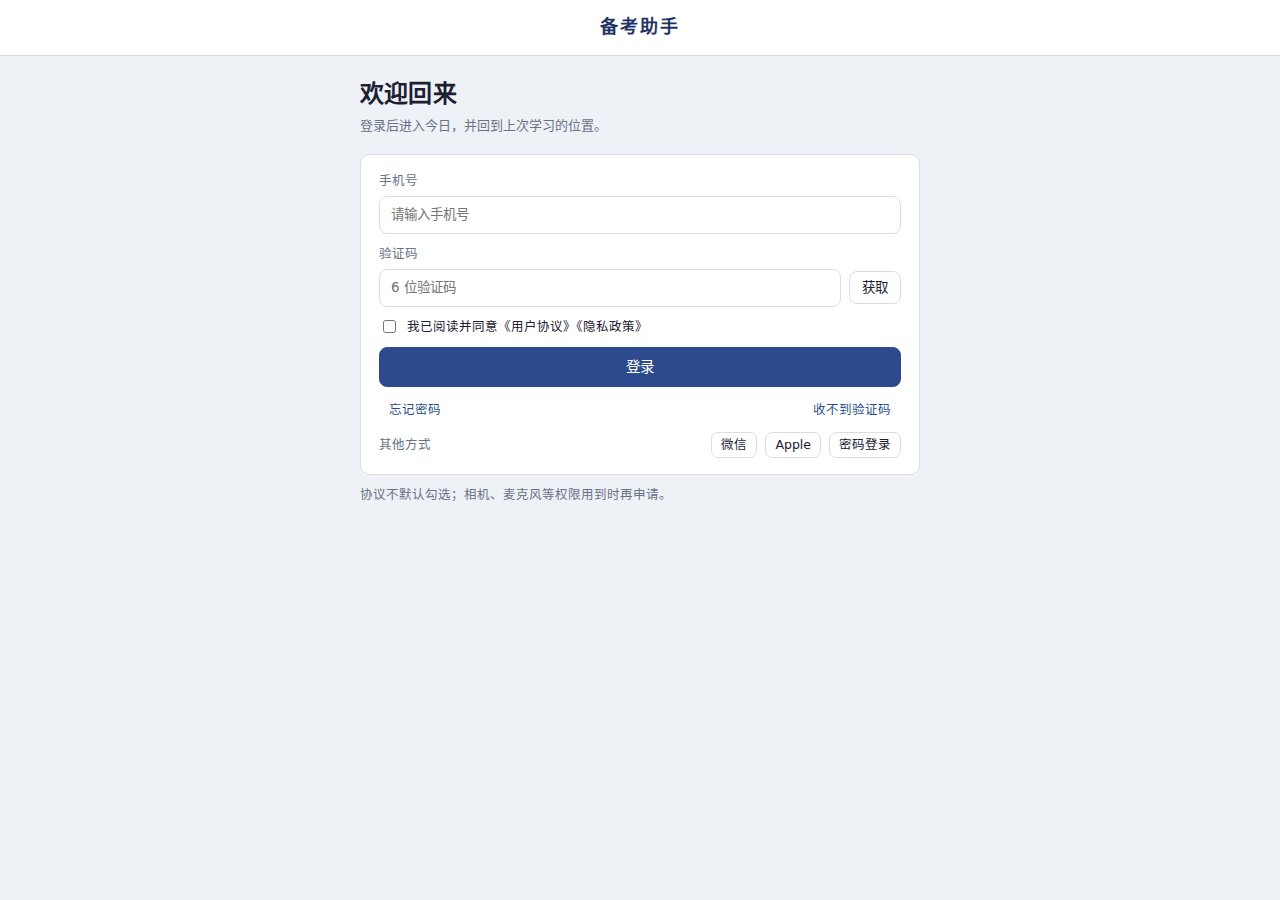 备考助手
欢迎回来
登录后进入今日，并回到上次学习的位置。
手机号
请输入手机号
验证码
6 位验证码
获取
我已阅读并同意《用户协议》《隐私政策》
登录
忘记密码 收不到验证码
其他方式 微信 Apple 密码登录
协议不默认勾选；相机、麦克风等权限用到时再申请。